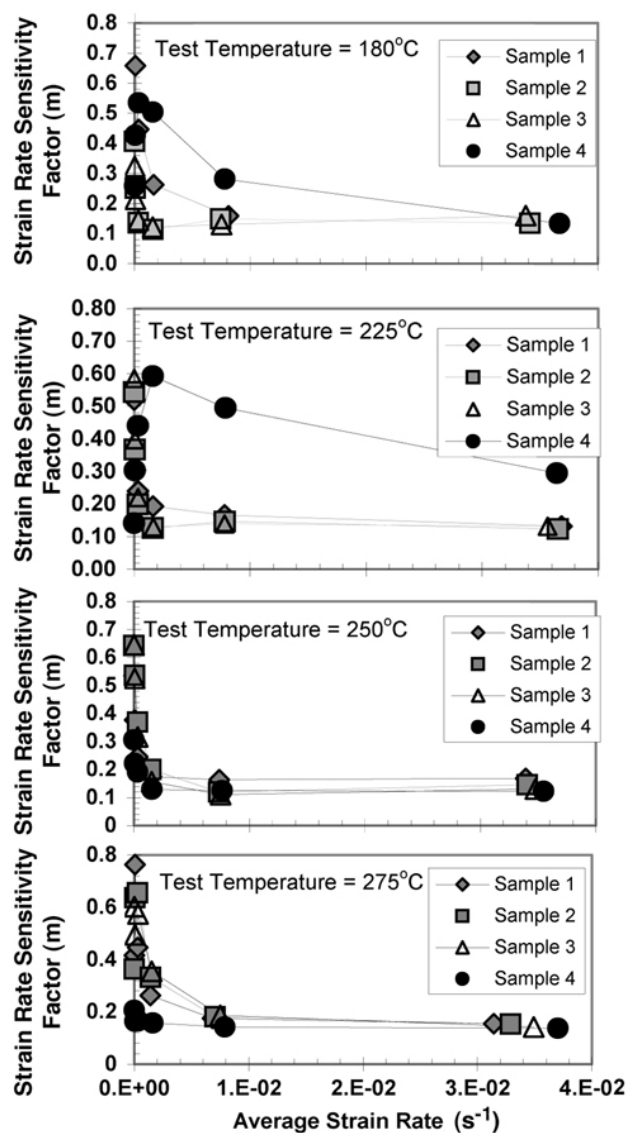 Strain Rate Sensitivity
Factor (m)
0.8
0.7
0.6
0.5
0.4
0.3
0.2
0.1
0.0
Test Temperature = 180°C
Sample 1
Sample 2
Sample 3
Sample 4
Strain Rate Sensitivity
Factor (m)
0.80
0.70
0.60
0.50
0.40
0.30
0.20
0.10
0.00
Test Temperature = 225°C
Sample 1
Sample 2
Sample 3
Sample 4
Strain Rate Sensitivity
Factor (m)
0.8
0.7
0.6
0.5
0.4
0.3
0.2
0.1
0
Test Temperature = 250°C
Sample 1
Sample 2
Sample 3
Sample 4
Strain Rate Sensitivity
Factor (m)
0.8
0.6
0.4
0.2
0
Test Temperature = 275°C
Sample 1
Sample 2
Sample 3
Sample 4
0.E+00 1.E-02 2.E-02 3.E-02 4.E-02
Average Strain Rate (s⁻¹)